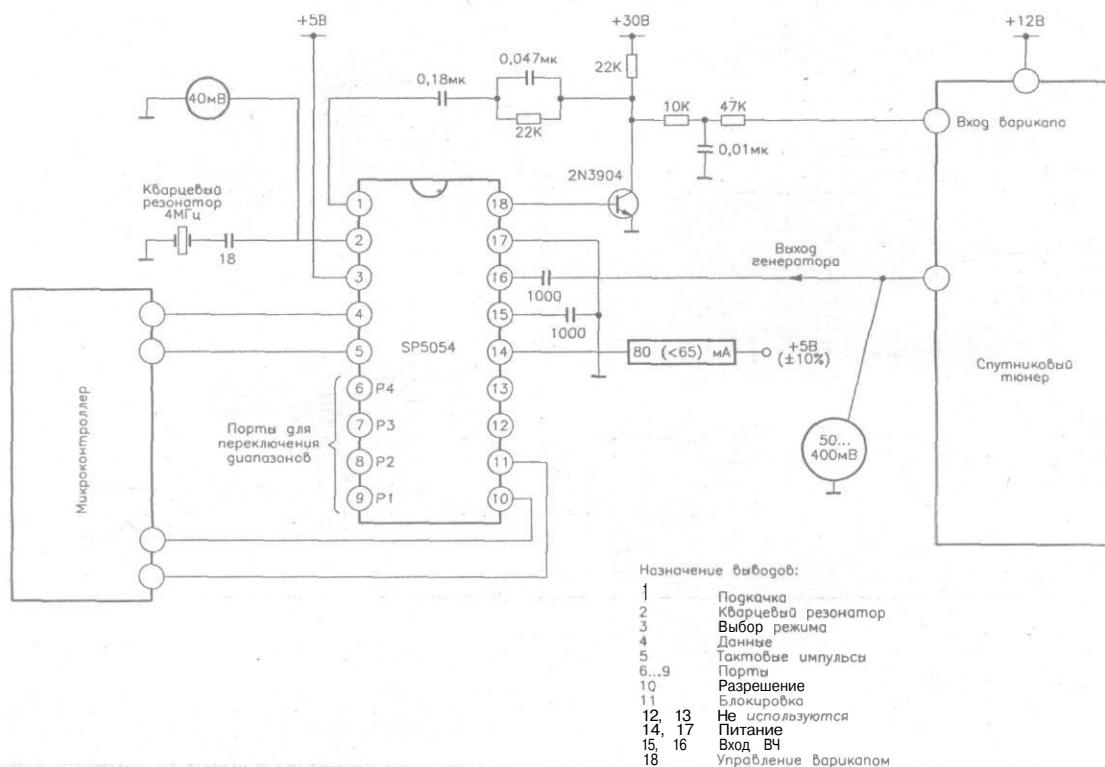 +5В
+30В
+12В
40мВ
0,18мк
0,047мк
22К
22К
10К
47К
0,01мк
Вход варикапа
2N3904
Кварцевый
резонатор
4МГц
18
1
2
3
4
5
6 P4
7 P3
8 P2
9 P1
18
17
16
15
14
13
12
11
10
SP5054
1000
1000
Выход
генератора
80 (<65) мА
+5В
(±10%)
50...
400мВ
Спутниковый
тюнер
Микроконтроллер
Порты для
переключения
диапазонов
Назначение выводов:
1 Подкачка
2 Кварцевый резонатор
3 Выбор режима
4 Данные
5 Тактовые импульсы
6...9 Порты
10 Разрешение
11 Блокировка
12, 13 Не используются
14, 17 Питание
15, 16 Вход ВЧ
18 Управление варикапом